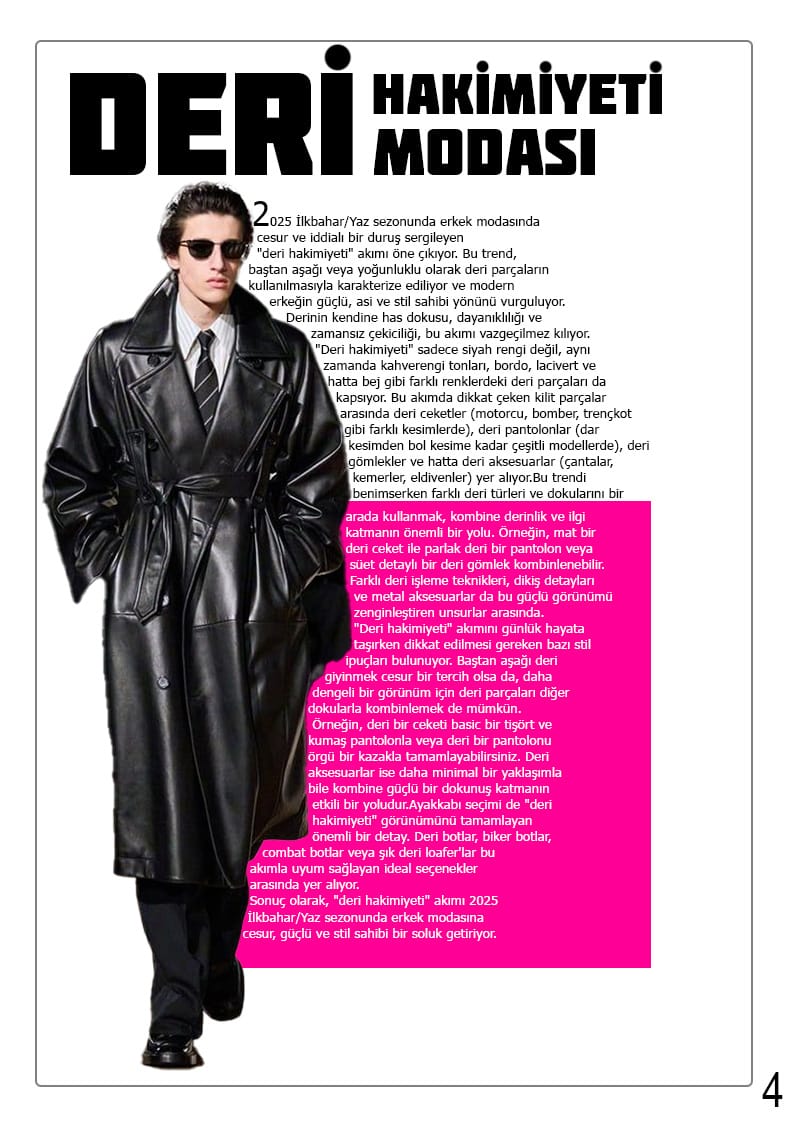 DERİ HAKİMİYETİ
MODASI
2025 İlkbahar/Yaz sezonunda erkek modasında
cesur ve iddialı bir duruş sergileyen
"deri hakimiyeti" akımı öne çıkıyor. Bu trend,
baştan aşağı veya yoğunluklu olarak deri parçaların
kullanılmasıyla karakterize ediliyor ve modern
erkeğin güçlü, asi ve stil sahibi yönünü vurguluyor.
Derinin kendine has dokusu, dayanıklılığı ve
zamansız çekiciliği, bu akımı vazgeçilmez kılıyor.
"Deri hakimiyeti" sadece siyah rengi değil, aynı
zamanda kahverengi tonları, bordo, lacivert ve
hatta bej gibi farklı renklerdeki deri parçaları da
kapsıyor. Bu akımda dikkat çeken kilit parçalar
arasında deri ceketler (motorcu, bomber, trençkot
gibi farklı kesimlerde), deri pantolonlar (dar
kesimden bol kesime kadar çeşitli modellerde), deri
gömlekler ve hatta deri aksesuarlar (çantalar,
kemerler, eldivenler) yer alıyor.Bu trendi
benimserken farklı deri türleri ve dokularını bir
arada kullanmak, kombine derinlik ve ilgi
katmanın önemli bir yolu. Örneğin, mat bir
deri ceket ile parlak deri bir pantolon veya
süet detaylı bir deri gömlek kombinlenebilir.
Farklı deri işleme teknikleri, dikiş detayları
ve metal aksesuarlar da bu güçlü görünümü
zenginleştiren unsurlar arasında.
"Deri hakimiyeti" akımını günlük hayata
taşırken dikkat edilmesi gereken bazı stil
ipuçları bulunuyor. Baştan aşağı deri
giyinmek cesur bir tercih olsa da, daha
dengeli bir görünüm için deri parçaları diğer
dokularla kombinlemek de mümkün.
Örneğin, deri bir ceketi basic bir tişört ve
kumaş pantolonla veya deri bir pantolonu
örgü bir kazakla tamamlayabilirsiniz. Deri
aksesuarlar ise daha minimal bir yaklaşımla
bile kombine güçlü bir dokunuş katmanın
etkili bir yoludur.Ayakkabı seçimi de "deri
hakimiyeti" görünümünü tamamlayan
önemli bir detay. Deri botlar, biker botlar,
combat botlar veya şık deri loafer'lar bu
akımla uyum sağlayan ideal seçenekler
arasında yer alıyor.
Sonuç olarak, "deri hakimiyeti" akımı 2025
İlkbahar/Yaz sezonunda erkek modasına
cesur, güçlü ve stil sahibi bir soluk getiriyor.
4